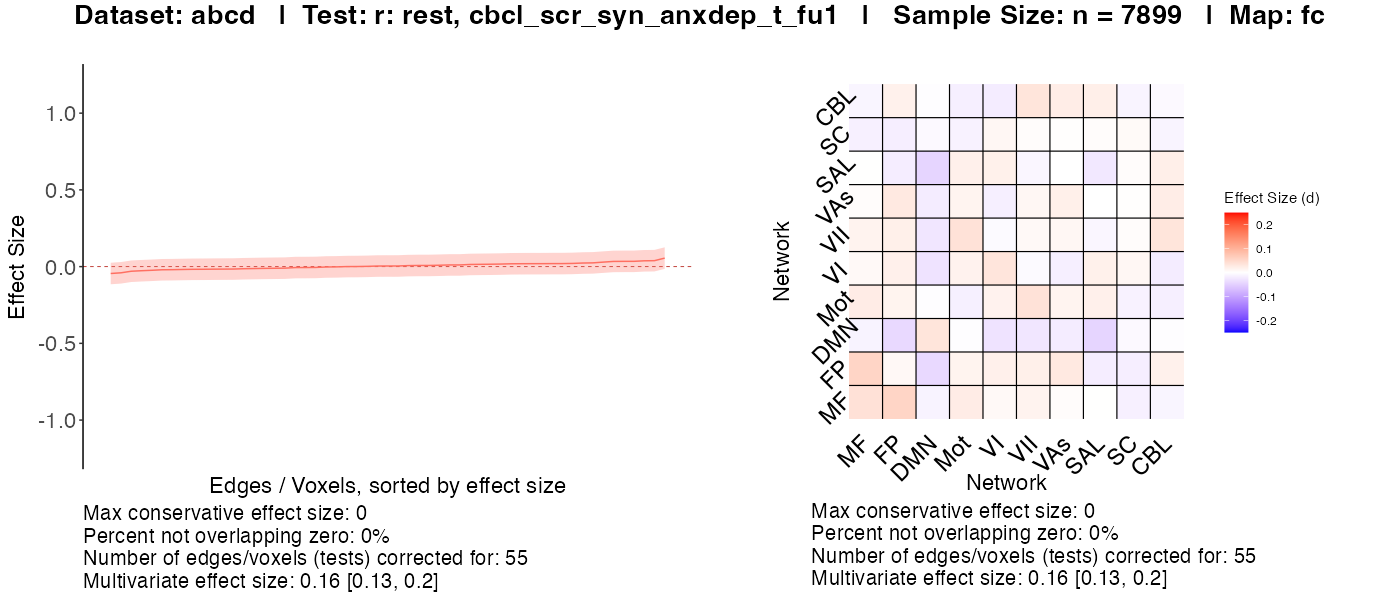 Dataset: abcd | Test: r: rest, cbcl_scr_syn_anxdep_t_fu1 | Sample Size: n = 7899 | Map: fc
Effect Size
1.0
0.5
0.0
-0.5
-1.0
Edges / Voxels, sorted by effect size
Max conservative effect size: 0
Percent not overlapping zero: 0%
Number of edges/voxels (tests) corrected for: 55
Multivariate effect size: 0.16 [0.13, 0.2]
Network
CBL
SC
SAL
VAs
VII
VI
Mot
DMN
FP
MF
MF FP DMN Mot VI VII VAs SAL SC CBL
Network
Max conservative effect size: 0
Percent not overlapping zero: 0%
Number of edges/voxels (tests) corrected for: 55
Multivariate effect size: 0.16 [0.13, 0.2]
Effect Size (d)
0.2
0.1
0.0
-0.1
-0.2